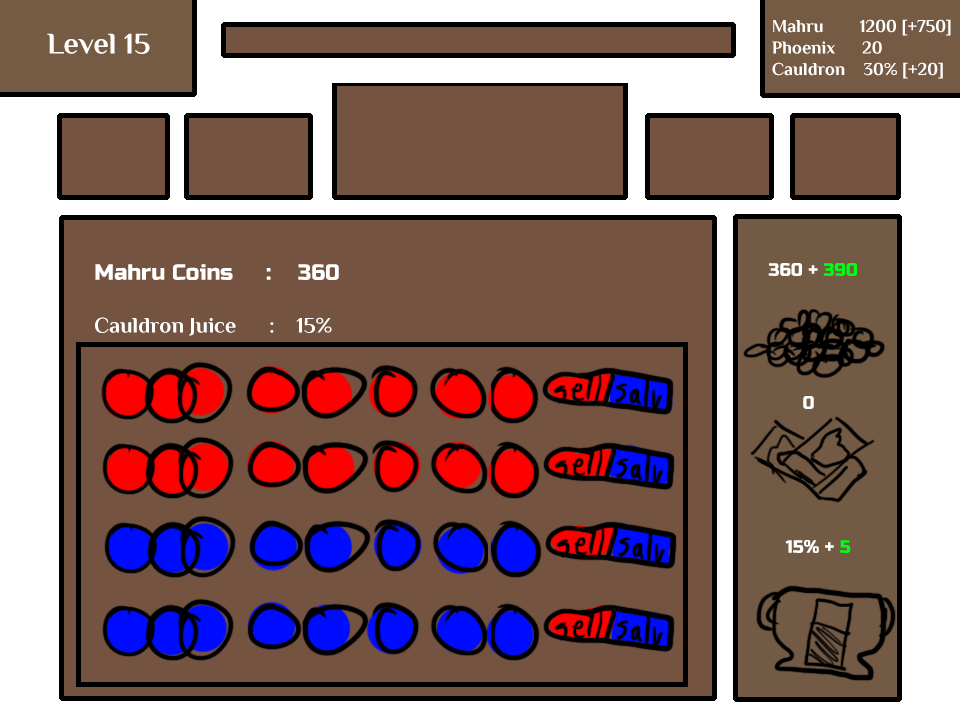 Level 15
Mahru 1200 [+750]
Phoenix 20
Cauldron 30% [+20]
Mahru Coins : 360
Cauldron Juice : 15%
sell salv
sell salv
sell salv
sell salv
360 + 390
0
15% + 5